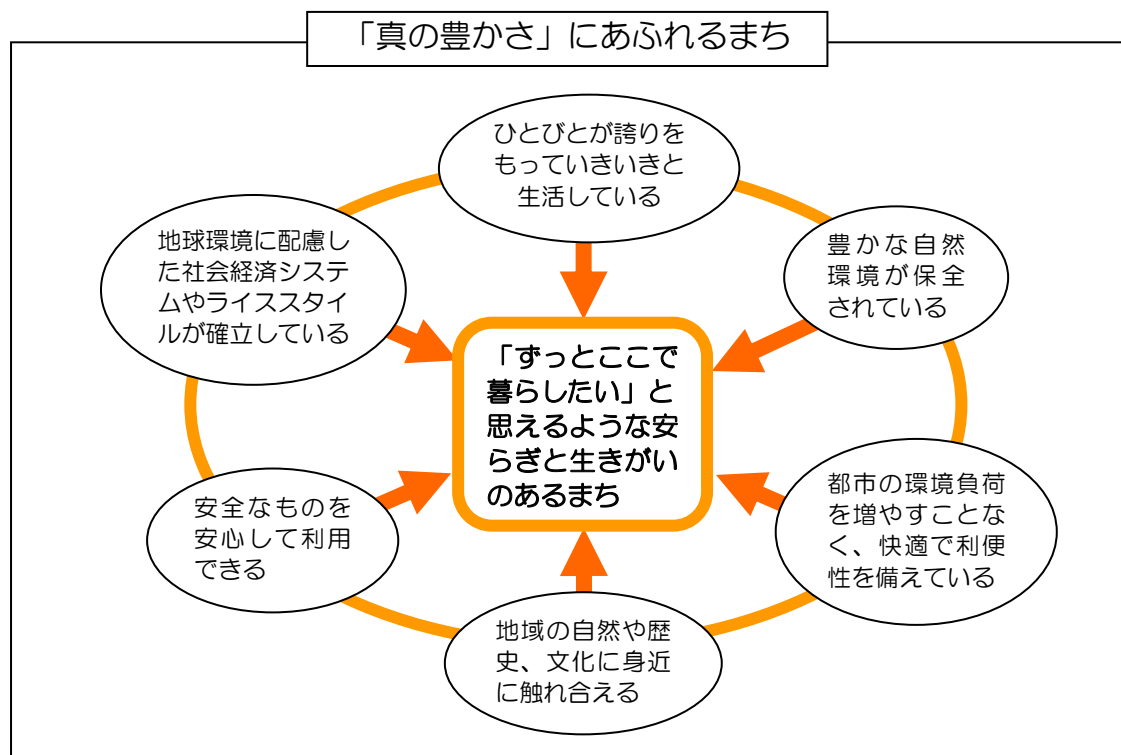 「真の豊かさ」にあふれるまち
ひとびとが誇りを
もっていきいきと
生活している
地球環境に配慮し
た社会経済システ
ムやライススタイ
ルが確立している
豊かな自然
環境が保全
されている
「ずっとここで
暮らしたい」と
思えるような安
らぎと生きがい
のあるまち
安全なものを
安心して利用
できる
都市の環境負荷
を増やすことな
く、快適で利便
性を備えている
地域の自然や歴
史、文化に身近
に触れ合える